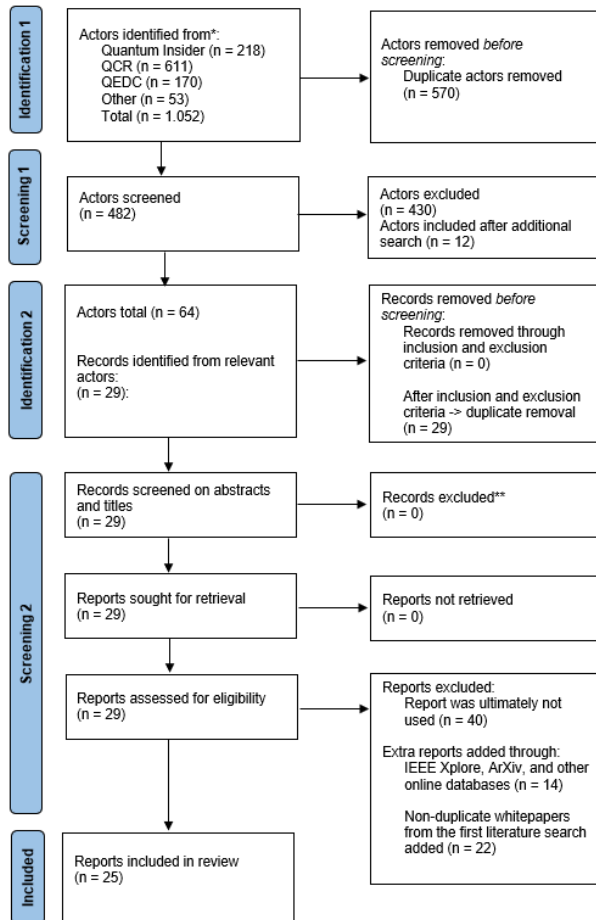 Identification 1
Actors identified from*:
Quantum Insider (n = 218)
QCR (n = 611)
QEDC (n = 170)
Other (n = 53)
Total (n = 1.052)
Actors removed before
screening:
Duplicate actors removed
(n = 570)
Screening 1
Actors screened
(n = 482)
Actors excluded
(n = 430)
Actors included after additional
search (n = 12)
Identification 2
Actors total (n = 64)
Records identified from relevant
actors:
(n = 29):
Records removed before
screening:
Records removed through
inclusion and exclusion
criteria (n = 0)
After inclusion and exclusion
criteria -> duplicate removal
(n = 29)
Screening 2
Records screened on abstracts
and titles
(n = 29)
Records excluded**
(n = 0)
Reports sought for retrieval
(n = 29)
Reports not retrieved
(n = 0)
Reports assessed for eligibility
(n = 29)
Reports excluded:
Report was ultimately not
used (n = 40)
Extra reports added through:
IEEE Xplore, ArXiv, and other
online databases (n = 14)
Non-duplicate whitepapers
from the first literature search
added (n = 22)
Included
Reports included in review
(n = 25)